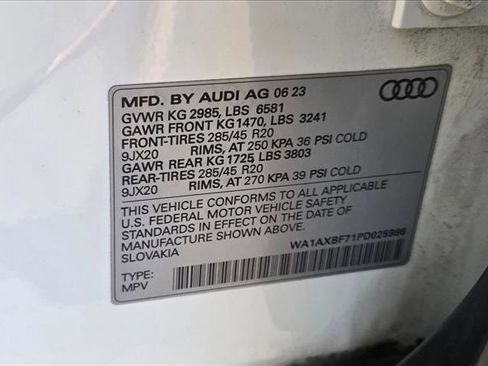 MFD. BY AUDI AG 06 23
GVWR KG 2985, LBS 6581
GAWR FRONT KG1470, LBS 3241
FRONT-TIRES 285/45 R20
9JX20 RIMS, AT 250 KPA 36 PSI COLD
GAWR REAR KG 1725, LBS 3803
REAR-TIRES 285/45 R20
9JX20 RIMS, AT 270 KPA 39 PSI COLD
THIS VEHICLE CONFORMS TO ALL APPLICABLE
U.S. FEDERAL MOTOR VEHICLE SAFETY
STANDARDS IN EFFECT ON THE DATE OF
MANUFACTURE SHOWN ABOVE.
SLOVAKIA
WA1AXBF71PD025986
TYPE:
MPV